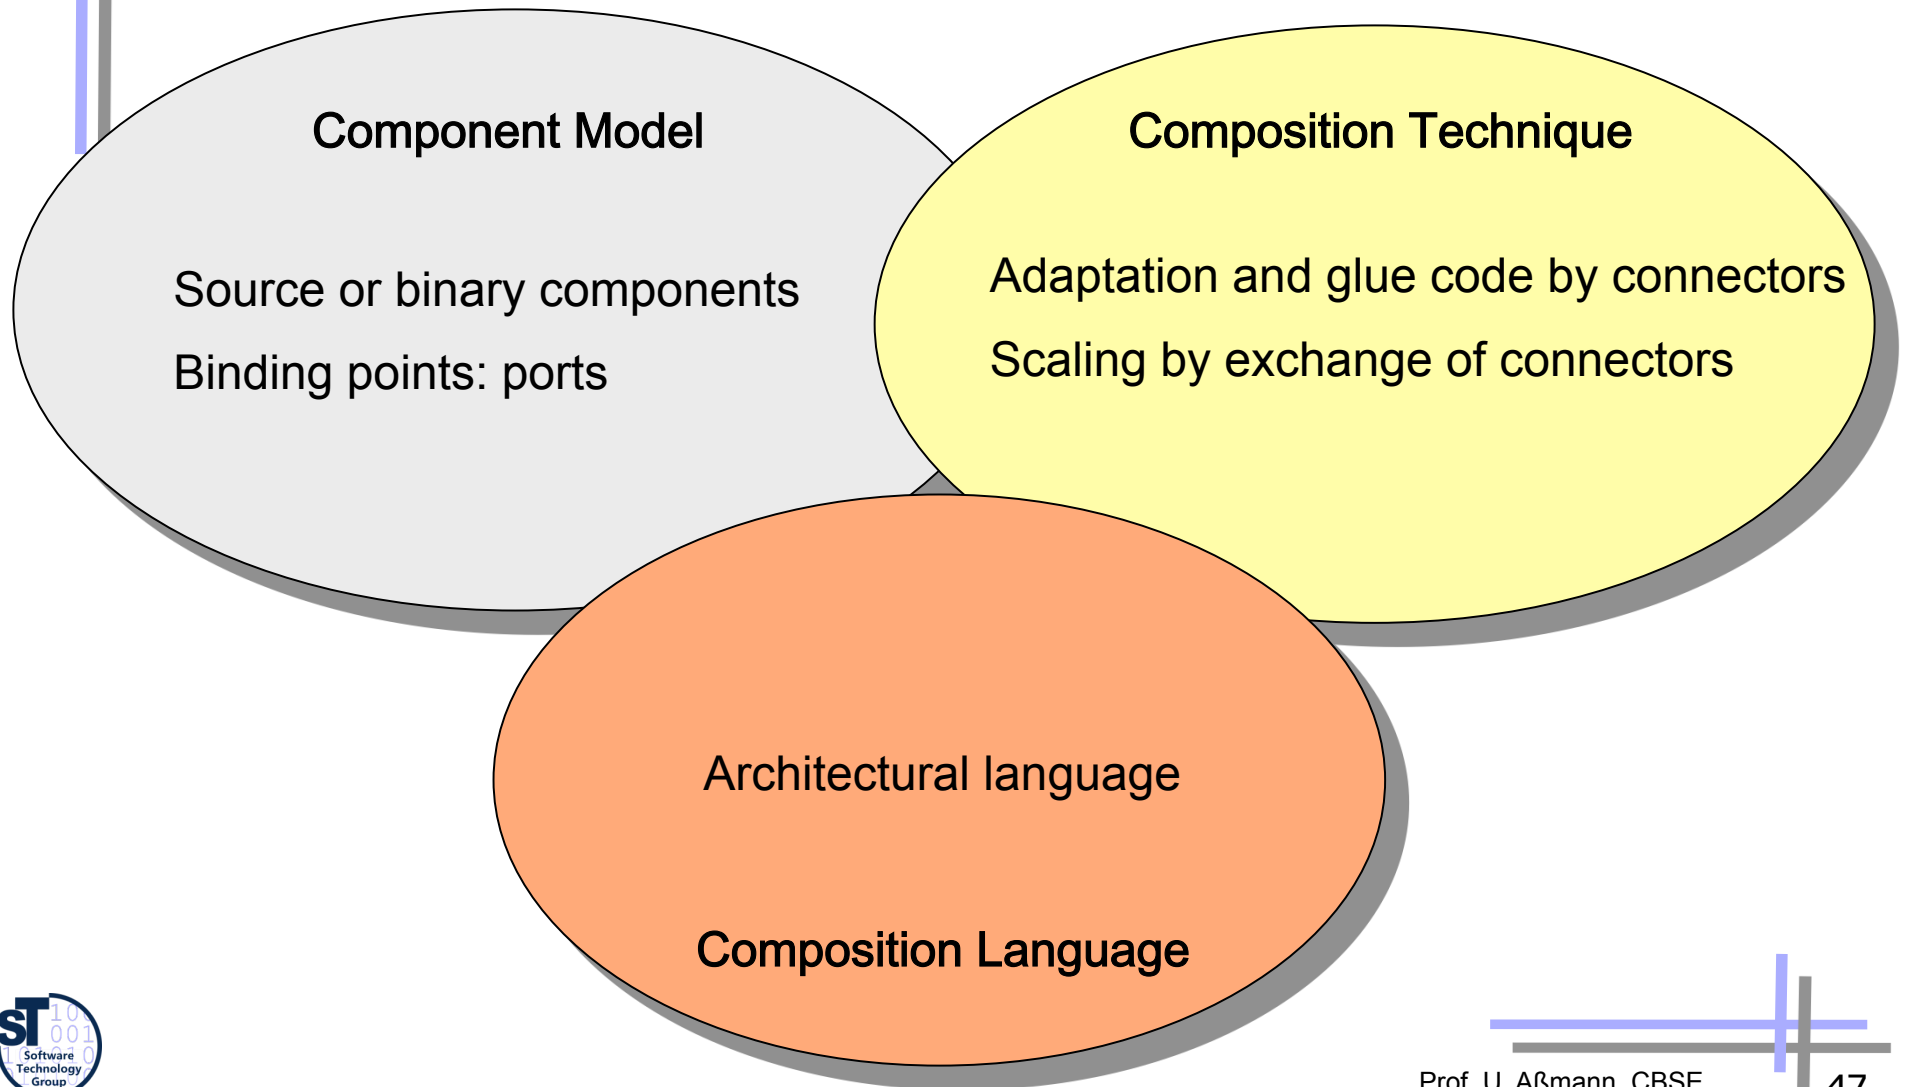 Component Model
Source or binary components
Binding points: ports
Composition Technique
Adaptation and glue code by connectors
Scaling by exchange of connectors
Architectural language
Composition Language
ST
Software
Technology
Group
Prof. U. Aßmann, CBSE
47